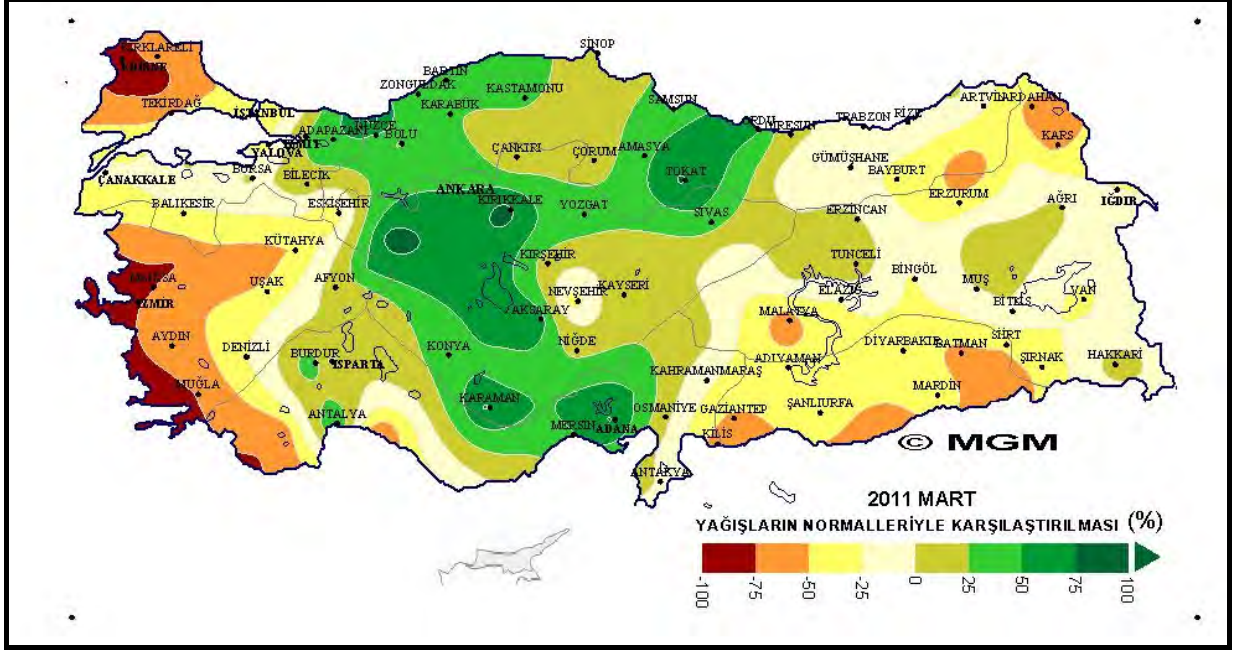 SİNOP
KIRKLARELİ
EDİRNE
BARTIN
ZONGULDAK
KASTAMONU
KARABÜK
TEKİRDAĞ
İSTANBUL
SAMSUN
ARTVİN
ARDAHAN
ADAPAZARI
DÜZCE
BOLU
ORDU
GİRESUN
TRABZON
RİZE
İZMİT
YALOVA
KARS
ÇANKIRI
ÇORUM
AMASYA
GÜMÜŞHANE
BAYBURT
ÇANAKKALE
BURSA
BİLECİK
TOKAT
ANKARA
KIRIKKALE
ERZURUM
IĞDIR
BALIKESİR
ESKİŞEHİR
YOZGAT
SİVAS
ERZİNCAN
AĞRI
KÜTAHYA
KIRŞEHİR
TUNCELİ
MANİSA
UŞAK
AFYON
NEVŞEHİR
KAYSERİ
BİNGÖL
MUŞ
İZMİR
ELAZIĞ
BİTLİS
VAN
AKSARAY
MALATYA
AYDIN
DENİZLİ
BURDUR
ISPARTA
KONYA
NİĞDE
ADIYAMAN
DİYARBAKIR
BATMAN
SİİRT
ŞIRNAK
HAKKARİ
KAHRAMANMARAŞ
MUĞLA
KARAMAN
MARDİN
ANTALYA
MERSİN
ADANA
OSMANİYE
GAZİANTEP
ŞANLIURFA
KİLİS
ANTAKYA
© MGM
2011 MART
YAĞIŞLARIN NORMALLERİYLE KARŞILAŞTIRILMASI (%)
-100 -75 -50 -25 0 25 50 75 100